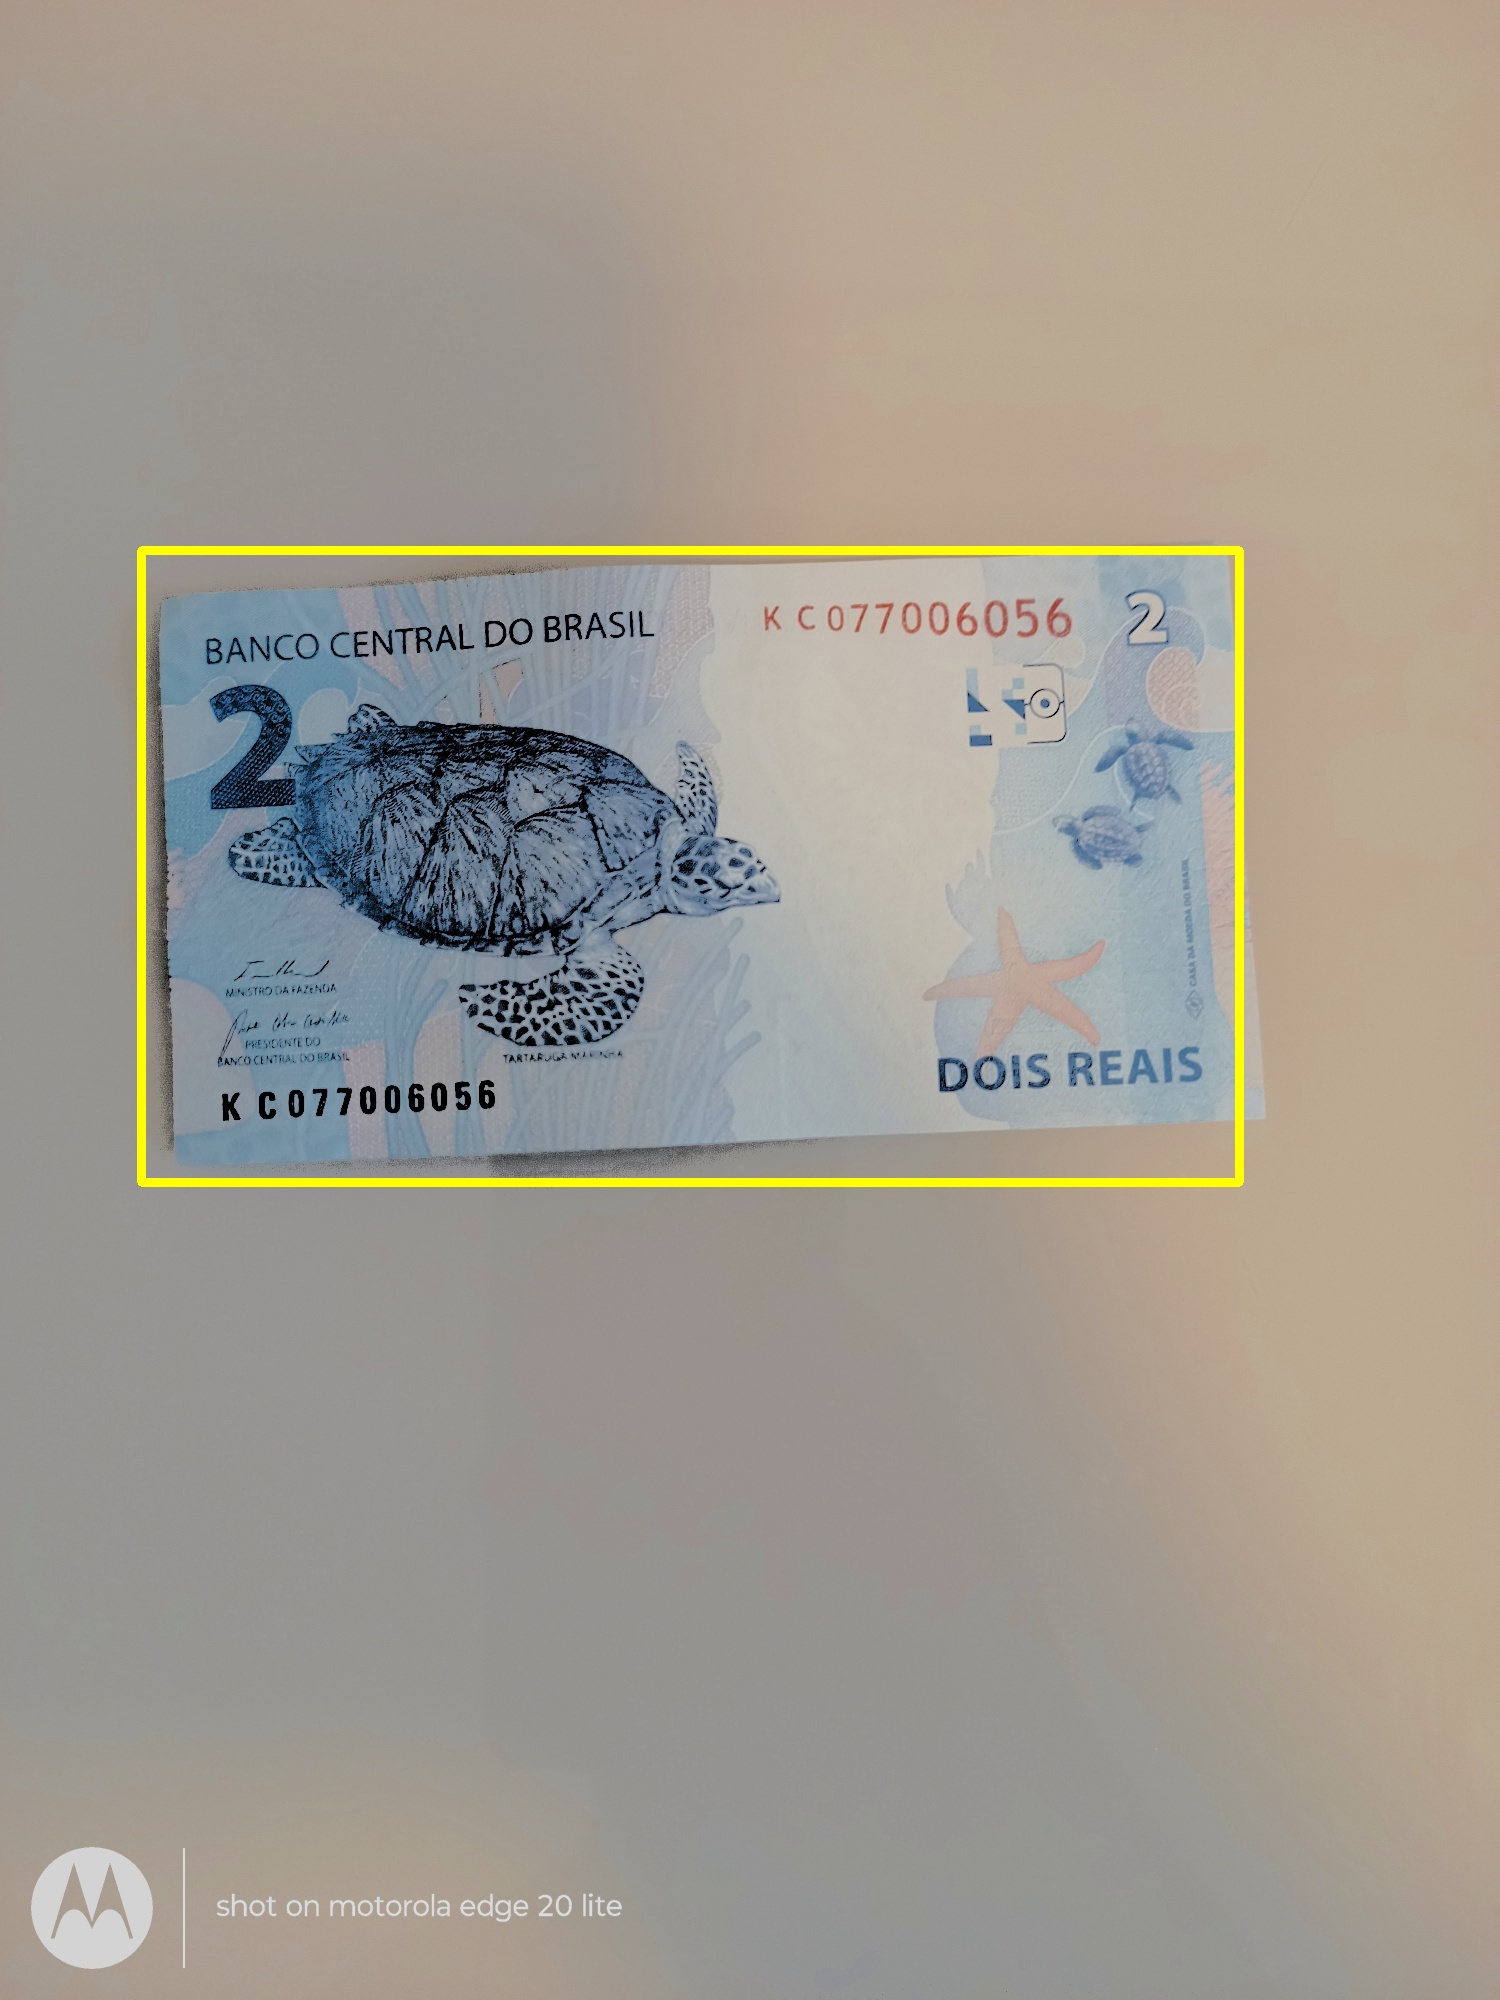 BANCO CENTRAL DO BRASIL
K C 077006056
2
2
MINISTRO DA FAZENDA
PRESIDENTE DO
BANCO CENTRAL DO BRASIL
TARTARUGA MARINHA
CASA DA MOEDA DO BRASIL
DOIS REAIS
K C 077006056
shot on motorola edge 20 lite